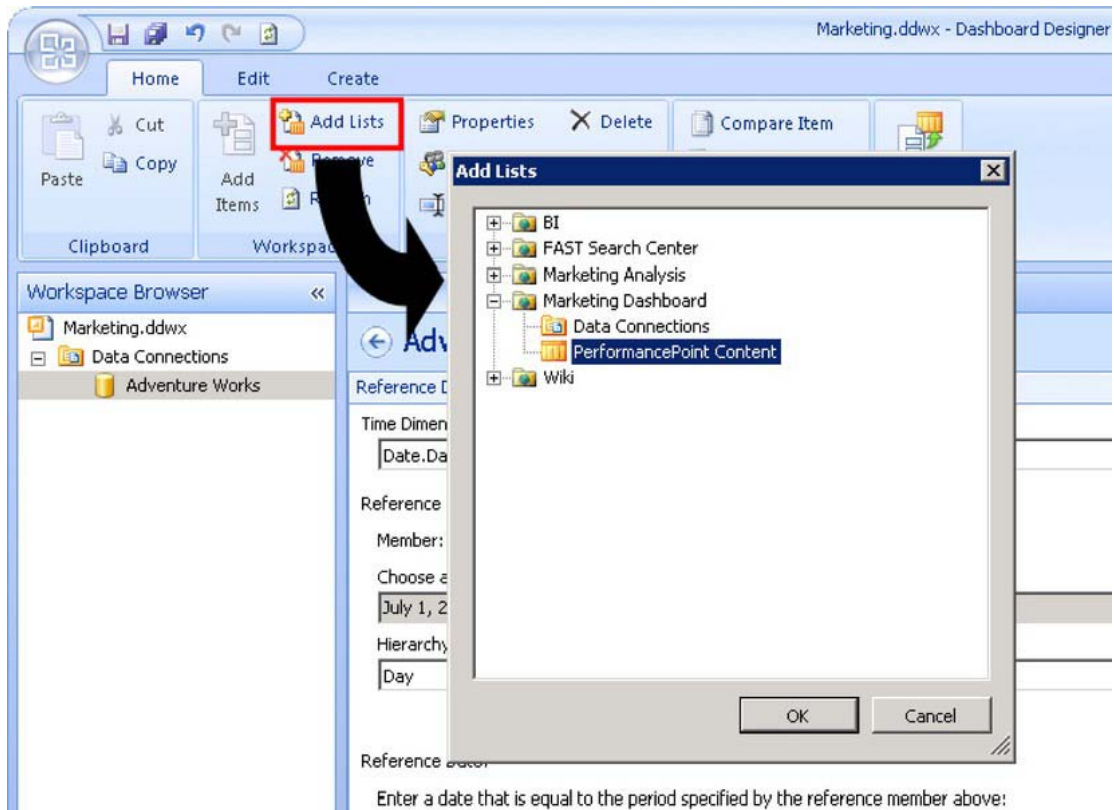 Marketing.ddwx - Dashboard Designer
Home Edit Create
Cut
Copy
Paste
Clipboard
Add Items
Add Lists
Properties
Delete
Compare Item
Add Lists
BI
FAST Search Center
Marketing Analysis
Marketing Dashboard
Data Connections
PerformancePoint Content
Wiki
OK Cancel
Workspace Browser «
Marketing.ddwx
Data Connections
Adventure Works
Reference
Time Dimen
Date.Da
Reference
Member:
Choose a
July 1, 2
Hierarchy
Day
Reference
Enter a date that is equal to the period specified by the reference member above: